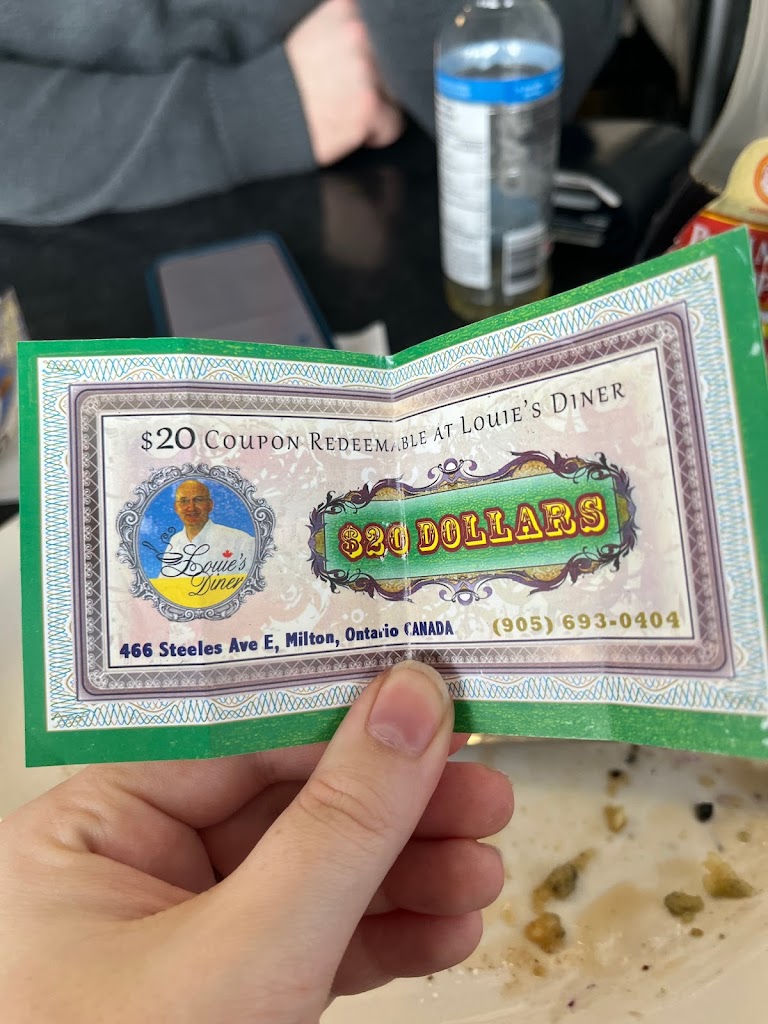 $20 COUPON REDEEMABLE AT LOUIE'S DINER
$20 DOLLARS
Louie's
Diner
466 Steeles Ave E, Milton, Ontario CANADA
(905) 693-0404